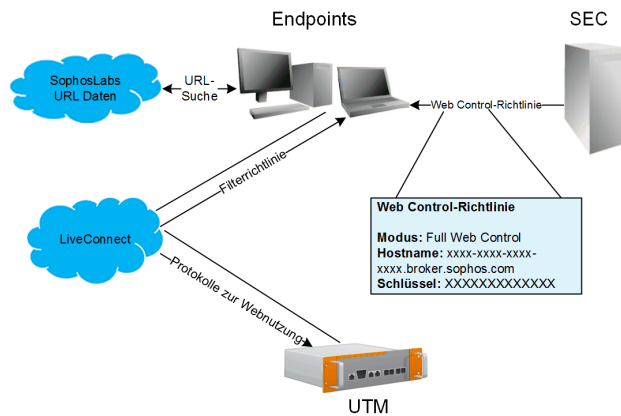 Endpoints
SEC
SophosLabs
URL Daten
URL-
Suche
Web Control-Richtlinie
Filterrichtlinie
LiveConnect
Web Control-Richtlinie
Modus: Full Web Control
Hostname: xxxx-xxxx-xxxx-
xxxx.broker.sophos.com
Schlüssel: XXXXXXXXXXXXX
Protokolle zur Webnutzung
UTM